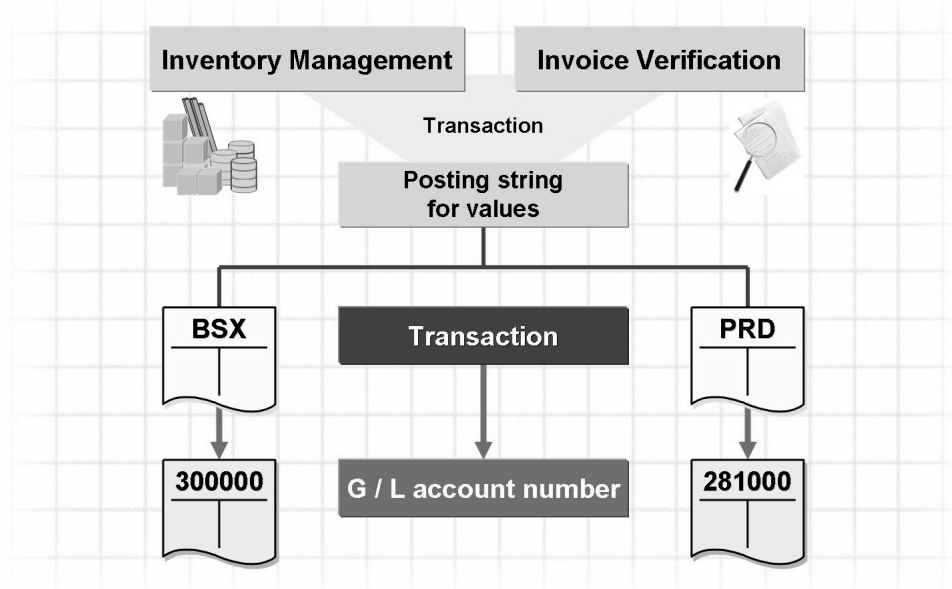 Inventory Management
Invoice Verification
Transaction
Posting string
for values
BSX
Transaction
PRD
300000
G / L account number
281000